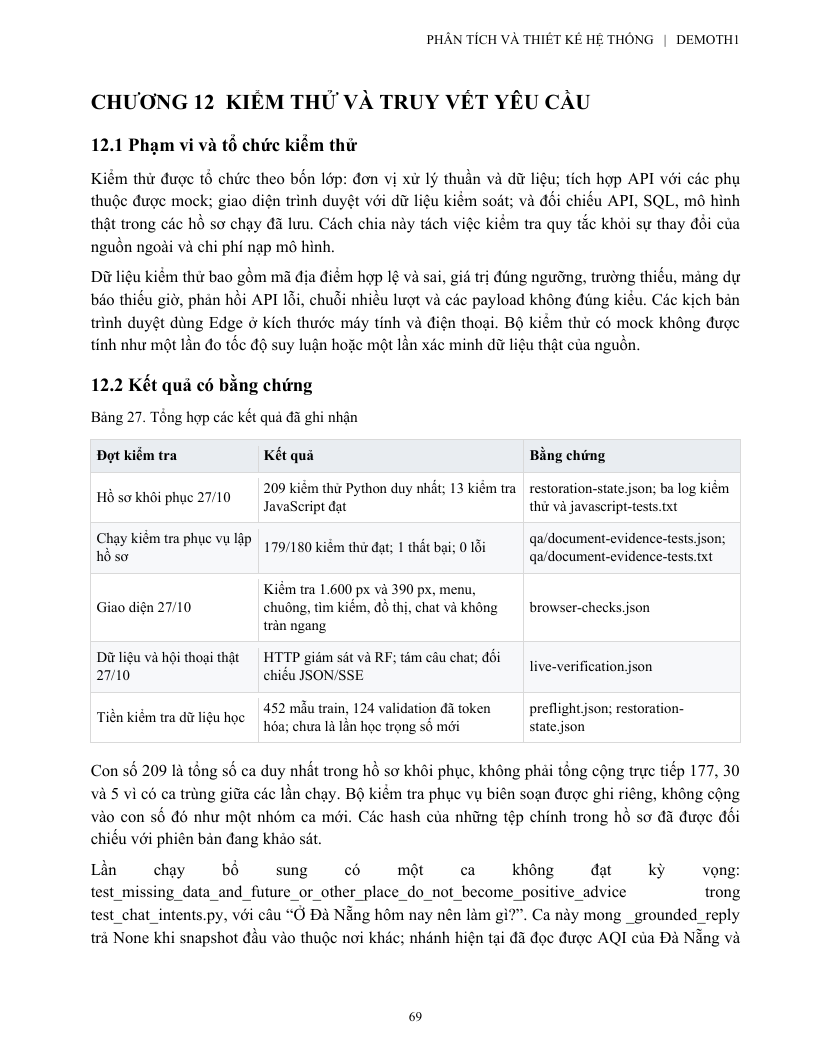 PHÂN TÍCH VÀ THIẾT KẾ HỆ THỐNG | DEMOTH1
CHƯƠNG 12 KIỂM THỬ VÀ TRUY VẾT YÊU CẦU
12.1 Phạm vi và tổ chức kiểm thử
Kiểm thử được tổ chức theo bốn lớp: đơn vị xử lý thuần và dữ liệu; tích hợp API với các phụ
thuộc được mock; giao diện trình duyệt với dữ liệu kiểm soát; và đối chiếu API, SQL, mô hình
thật trong các hồ sơ chạy đã lưu. Cách chia này tách việc kiểm tra quy tắc khỏi sự thay đổi của
nguồn ngoài và chi phí nạp mô hình.
Dữ liệu kiểm thử bao gồm mã địa điểm hợp lệ và sai, giá trị đúng ngưỡng, trường thiếu, mảng dự
báo thiếu giờ, phản hồi API lỗi, chuỗi nhiều lượt và các payload không đúng kiểu. Các kịch bản
trình duyệt dùng Edge ở kích thước máy tính và điện thoại. Bộ kiểm thử có mock không được
tính như một lần đo tốc độ suy luận hoặc một lần xác minh dữ liệu thật của nguồn.
12.2 Kết quả có bằng chứng
Bảng 27. Tổng hợp các kết quả đã ghi nhận
Đợt kiểm tra Kết quả Bằng chứng
Hồ sơ khôi phục 27/10
209 kiểm thử Python duy nhất; 13 kiểm tra
JavaScript đạt
restoration-state.json; ba log kiểm
thử và javascript-tests.txt
Chạy kiểm tra phục vụ lập
hồ sơ
179/180 kiểm thử đạt; 1 thất bại; 0 lỗi
qa/document-evidence-tests.json;
qa/document-evidence-tests.txt
Giao diện 27/10
Kiểm tra 1.600 px và 390 px, menu,
chuông, tìm kiếm, đồ thị, chat và không
tràn ngang
browser-checks.json
Dữ liệu và hội thoại thật
27/10
HTTP giám sát và RF; tám câu chat; đối
chiếu JSON/SSE
live-verification.json
Tiền kiểm tra dữ liệu học
452 mẫu train, 124 validation đã token
hóa; chưa là lần học trọng số mới
preflight.json; restoration-
state.json
Con số 209 là tổng số ca duy nhất trong hồ sơ khôi phục, không phải tổng cộng trực tiếp 177, 30
và 5 vì có ca trùng giữa các lần chạy. Bộ kiểm tra phục vụ biên soạn được ghi riêng, không cộng
vào con số đó như một nhóm ca mới. Các hash của những tệp chính trong hồ sơ đã được đối
chiếu với phiên bản đang khảo sát.
Lần chạy bổ sung có một ca không đạt kỳ vọng:
test_missing_data_and_future_or_other_place_do_not_become_positive_advice trong
test_chat_intents.py, với câu “Ở Đà Nẵng hôm nay nên làm gì?”. Ca này mong _grounded_reply
trả None khi snapshot đầu vào thuộc nơi khác; nhánh hiện tại đã đọc được AQI của Đà Nẵng và
69